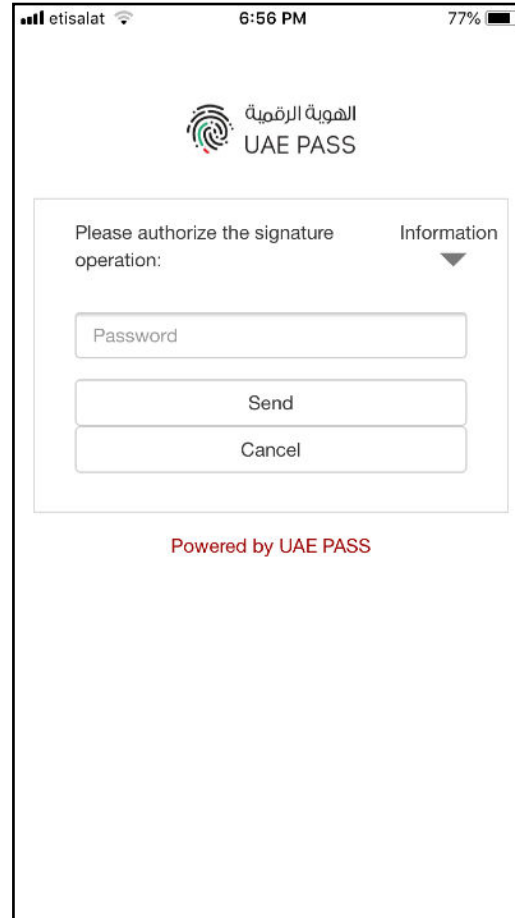 etisalat 6:56 PM 77%
الهوية الرقمية
UAE PASS
Please authorize the signature operation:
Information
Password
Send
Cancel
Powered by UAE PASS